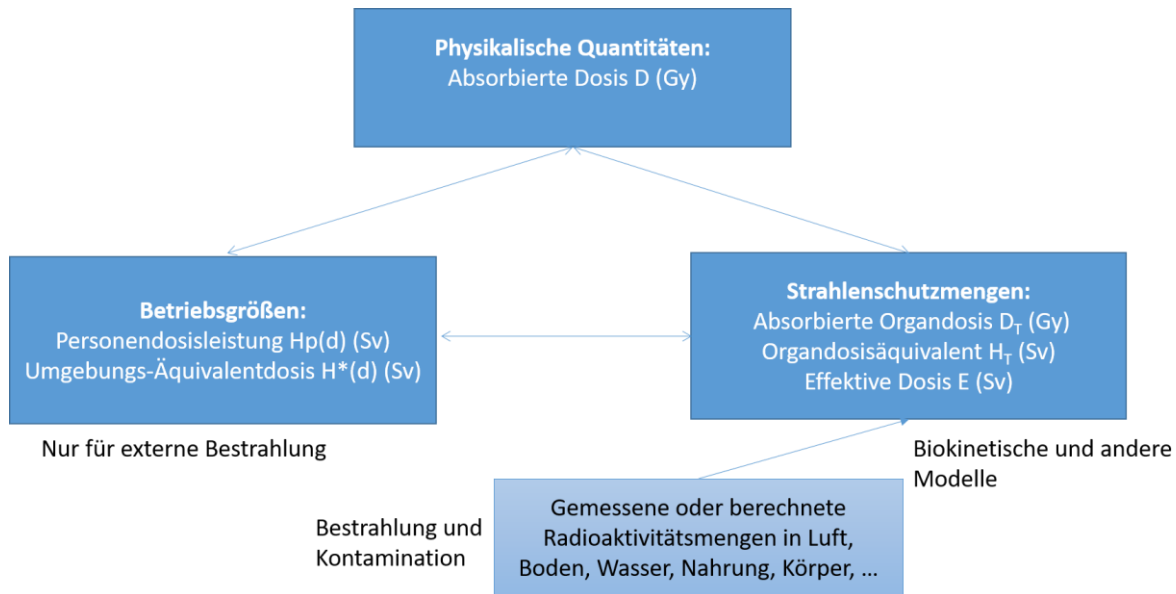 Physikalische Quantitäten:
Absorbierte Dosis D (Gy)
Betriebsgrößen:
Personendosisleistung Hp(d) (Sv)
Umgebungs-Äquivalentdosis H*(d) (Sv)
Strahlenschutzmengen:
Absorbierte Organdosis D_T (Gy)
Organdosisäquivalent H_T (Sv)
Effektive Dosis E (Sv)
Nur für externe Bestrahlung
Biokinetische und andere
Modelle
Bestrahlung und
Kontamination
Gemessene oder berechnete
Radioaktivitätsmengen in Luft,
Boden, Wasser, Nahrung, Körper, …